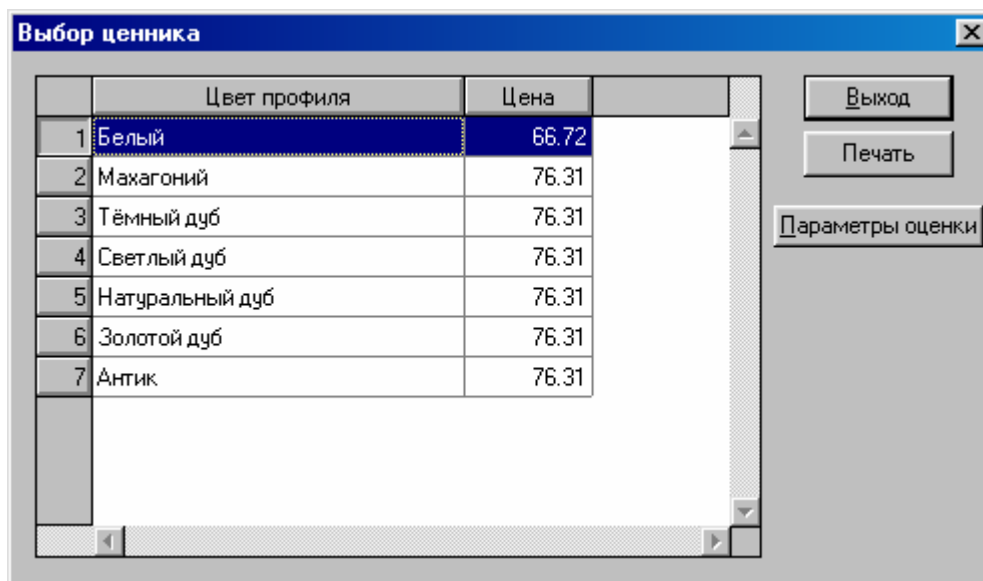 Выбор ценника
Цвет профиля Цена
1 Белый 66.72
2 Махагоний 76.31
3 Тёмный дуб 76.31
4 Светлый дуб 76.31
5 Натуральный дуб 76.31
6 Золотой дуб 76.31
7 Антик 76.31
Выход
Печать
Параметры оценки